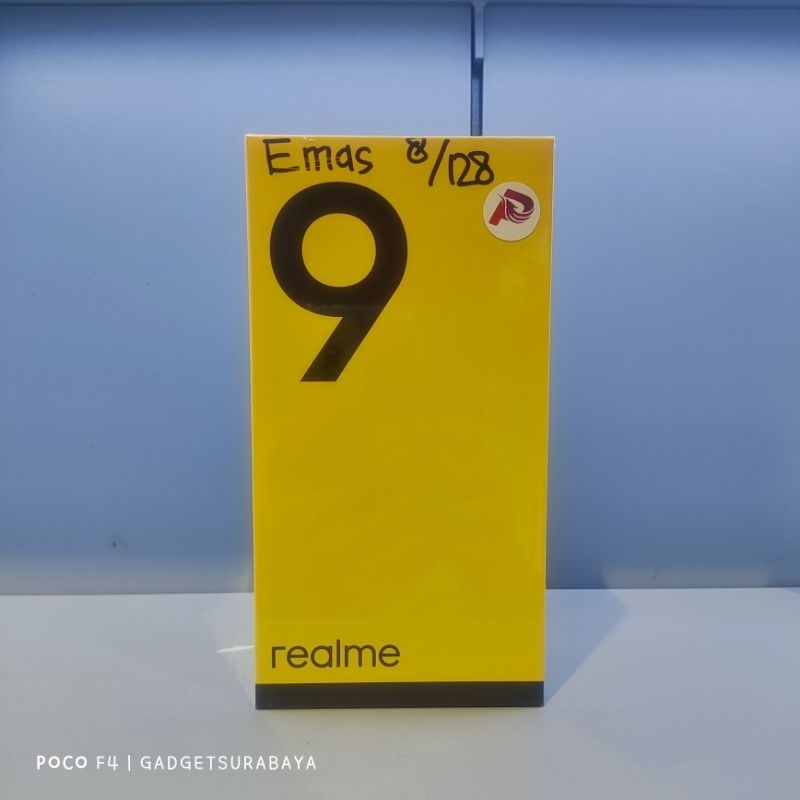 Emas 8/128
9
realme
POCO F4 | GADGETSURABAYA